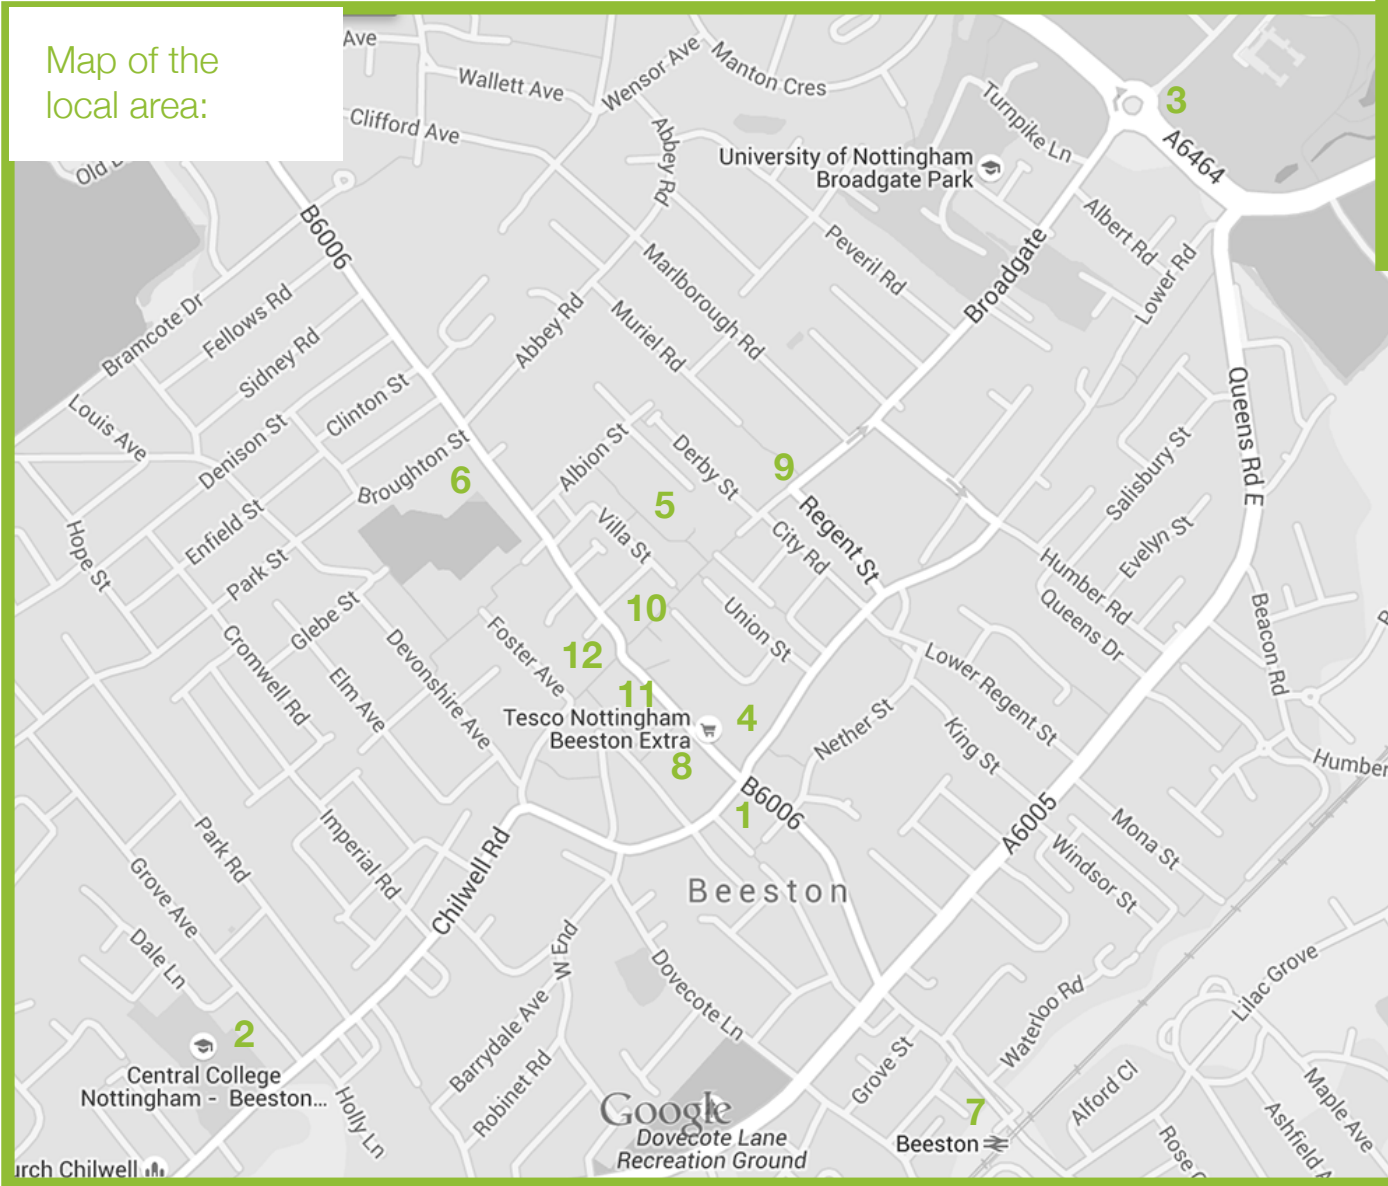 Map of the
local area:
Ave
Wallett Ave
Wensor Ave
Manton Cres
Clifford Ave
Abbey Rd
Turnpike Ln
3
A6464
University of Nottingham
Broadgate Park
Old
B6006
Albert Rd
Peveril Rd
Lower Rd
Broadgate
Marlborough Rd
Bramcote Dr
Fellows Rd
Abbey Rd
Muriel Rd
Sidney Rd
Queens Rd E
Louis Ave
Clinton St
Denison St
Broughton St
Albion St
Derby St
9
6
5
Salisbury St
Regent St
Villa St
City Rd
Enfield St
Hope St
Evelyn St
Park St
Humber Rd
Queens Dr
Glebe St
10
Union St
Beacon Rd
Foster Ave
12
Cromwell Rd
Devonshire Ave
Elm Ave
Lower Regent St
11
Tesco Nottingham
Beeston Extra
4
Nether St
King St
8
Humber
B6006
1
A6005
Mona St
Windsor St
Imperial Rd
Park Rd
Chilwell Rd
Grove Ave
Beeston
Dale Ln
W End
Dovecote Ln
Lilac Grove
Waterloo Rd
Barrydale Ave
2
Central College
Nottingham - Beeston...
Robinet Rd
Grove St
Holly Ln
Google
Dovecote Lane
Recreation Ground
7
Beeston
Alford Cl
Maple Ave
Ashfield A
Rose
urch Chilwell